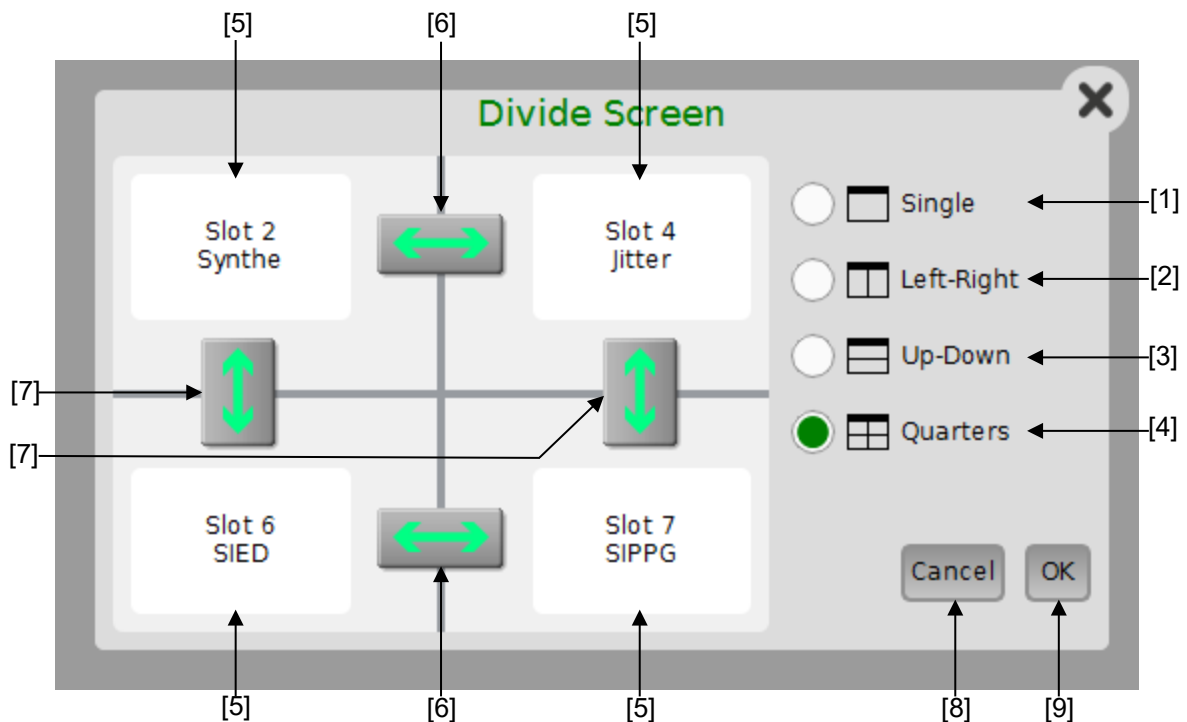 [5] [6] [5]
Divide Screen
Slot 2
Synthe
Slot 4
Jitter
Single [1]
Left-Right [2]
Up-Down [3]
Quarters [4]
[7]
[7]
Slot 6
SIED
Slot 7
SIPPG
Cancel OK
[5] [6] [5] [8] [9]